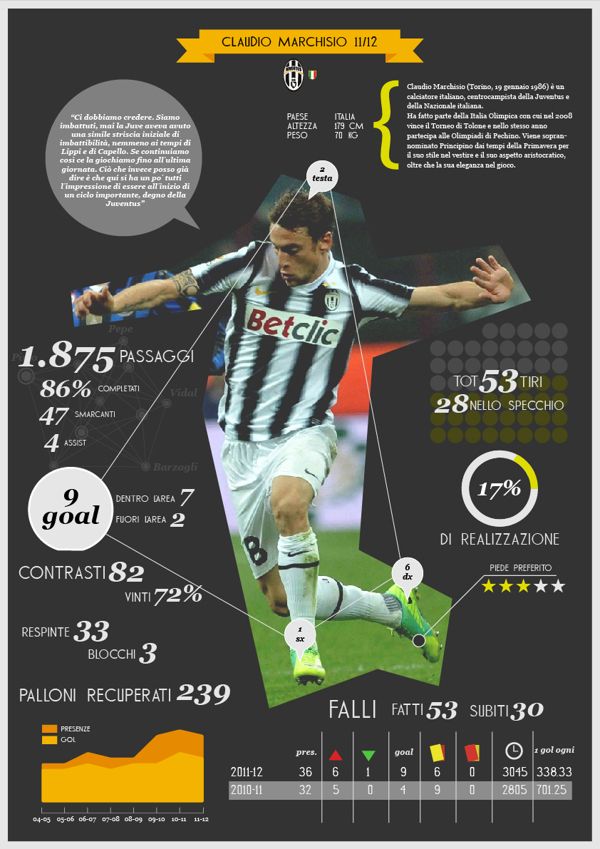 CLAUDIO MARCHISIO 11/12
JUVENTUS
PAESE ITALIA
ALTEZZA 179 CM
PESO 70 KG
Claudio Marchisio (Torino, 19 gennaio 1986) è un
calciatore italiano, centrocampista della Juventus e
della Nazionale italiana.
Ha fatto parte della Italia Olimpica con cui nel 2008
vince il Torneo di Tolone e nello stesso anno
partecipa alle Olimpiadi di Pechino. Viene sopran-
nominato Principino dai tempi della Primavera per
il suo stile nel vestire e il suo aspetto aristocratico,
oltre che la sua eleganza nel gioco.
"Ci dobbiamo credere. Siamo
imbattuti, mai la Juve aveva avuto
una simile striscia iniziale di
imbattibilità, nemmeno ai tempi di
Lippi e di Capello. Se continuiamo
così ce la giochiamo fino all'ultima
giornata. Ciò che invece posso già
dire è che qui si ha un po' tutti
l'impressione di essere all'inizio di
un ciclo importante, degno della
Juventus"
2
testa
Betclic
Pepe
1.875 PASSAGGI
86% COMPLETATI
47 SMARCANTI
4 ASSIST
Vidal
Barzogli
TOT 53 TIRI
28 NELLO SPECCHIO
9
goal
DENTRO L'AREA 7
FUORI L'AREA 2
17%
DI REALIZZAZIONE
8
CONTRASTI 82
VINTI 72%
6
dx
PIEDE PREFERITO
1
sx
RESPINTE 33
BLOCCHI 3
PALLONI RECUPERATI 239
FALLI FATTI 53 SUBITI 30
PRESENZE
GOL
04-05 05-06 06-07 07-08 08-09 09-10 10-11 11-12
pres. goal 1 gol ogni
2011-12 36 6 1 9 6 0 3045 338.33
2010-11 32 5 0 4 9 0 2805 701.25